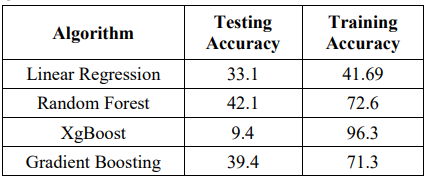 Algorithm Testing Accuracy Training Accuracy
Linear Regression 33.1 41.69
Random Forest 42.1 72.6
XgBoost 9.4 96.3
Gradient Boosting 39.4 71.3